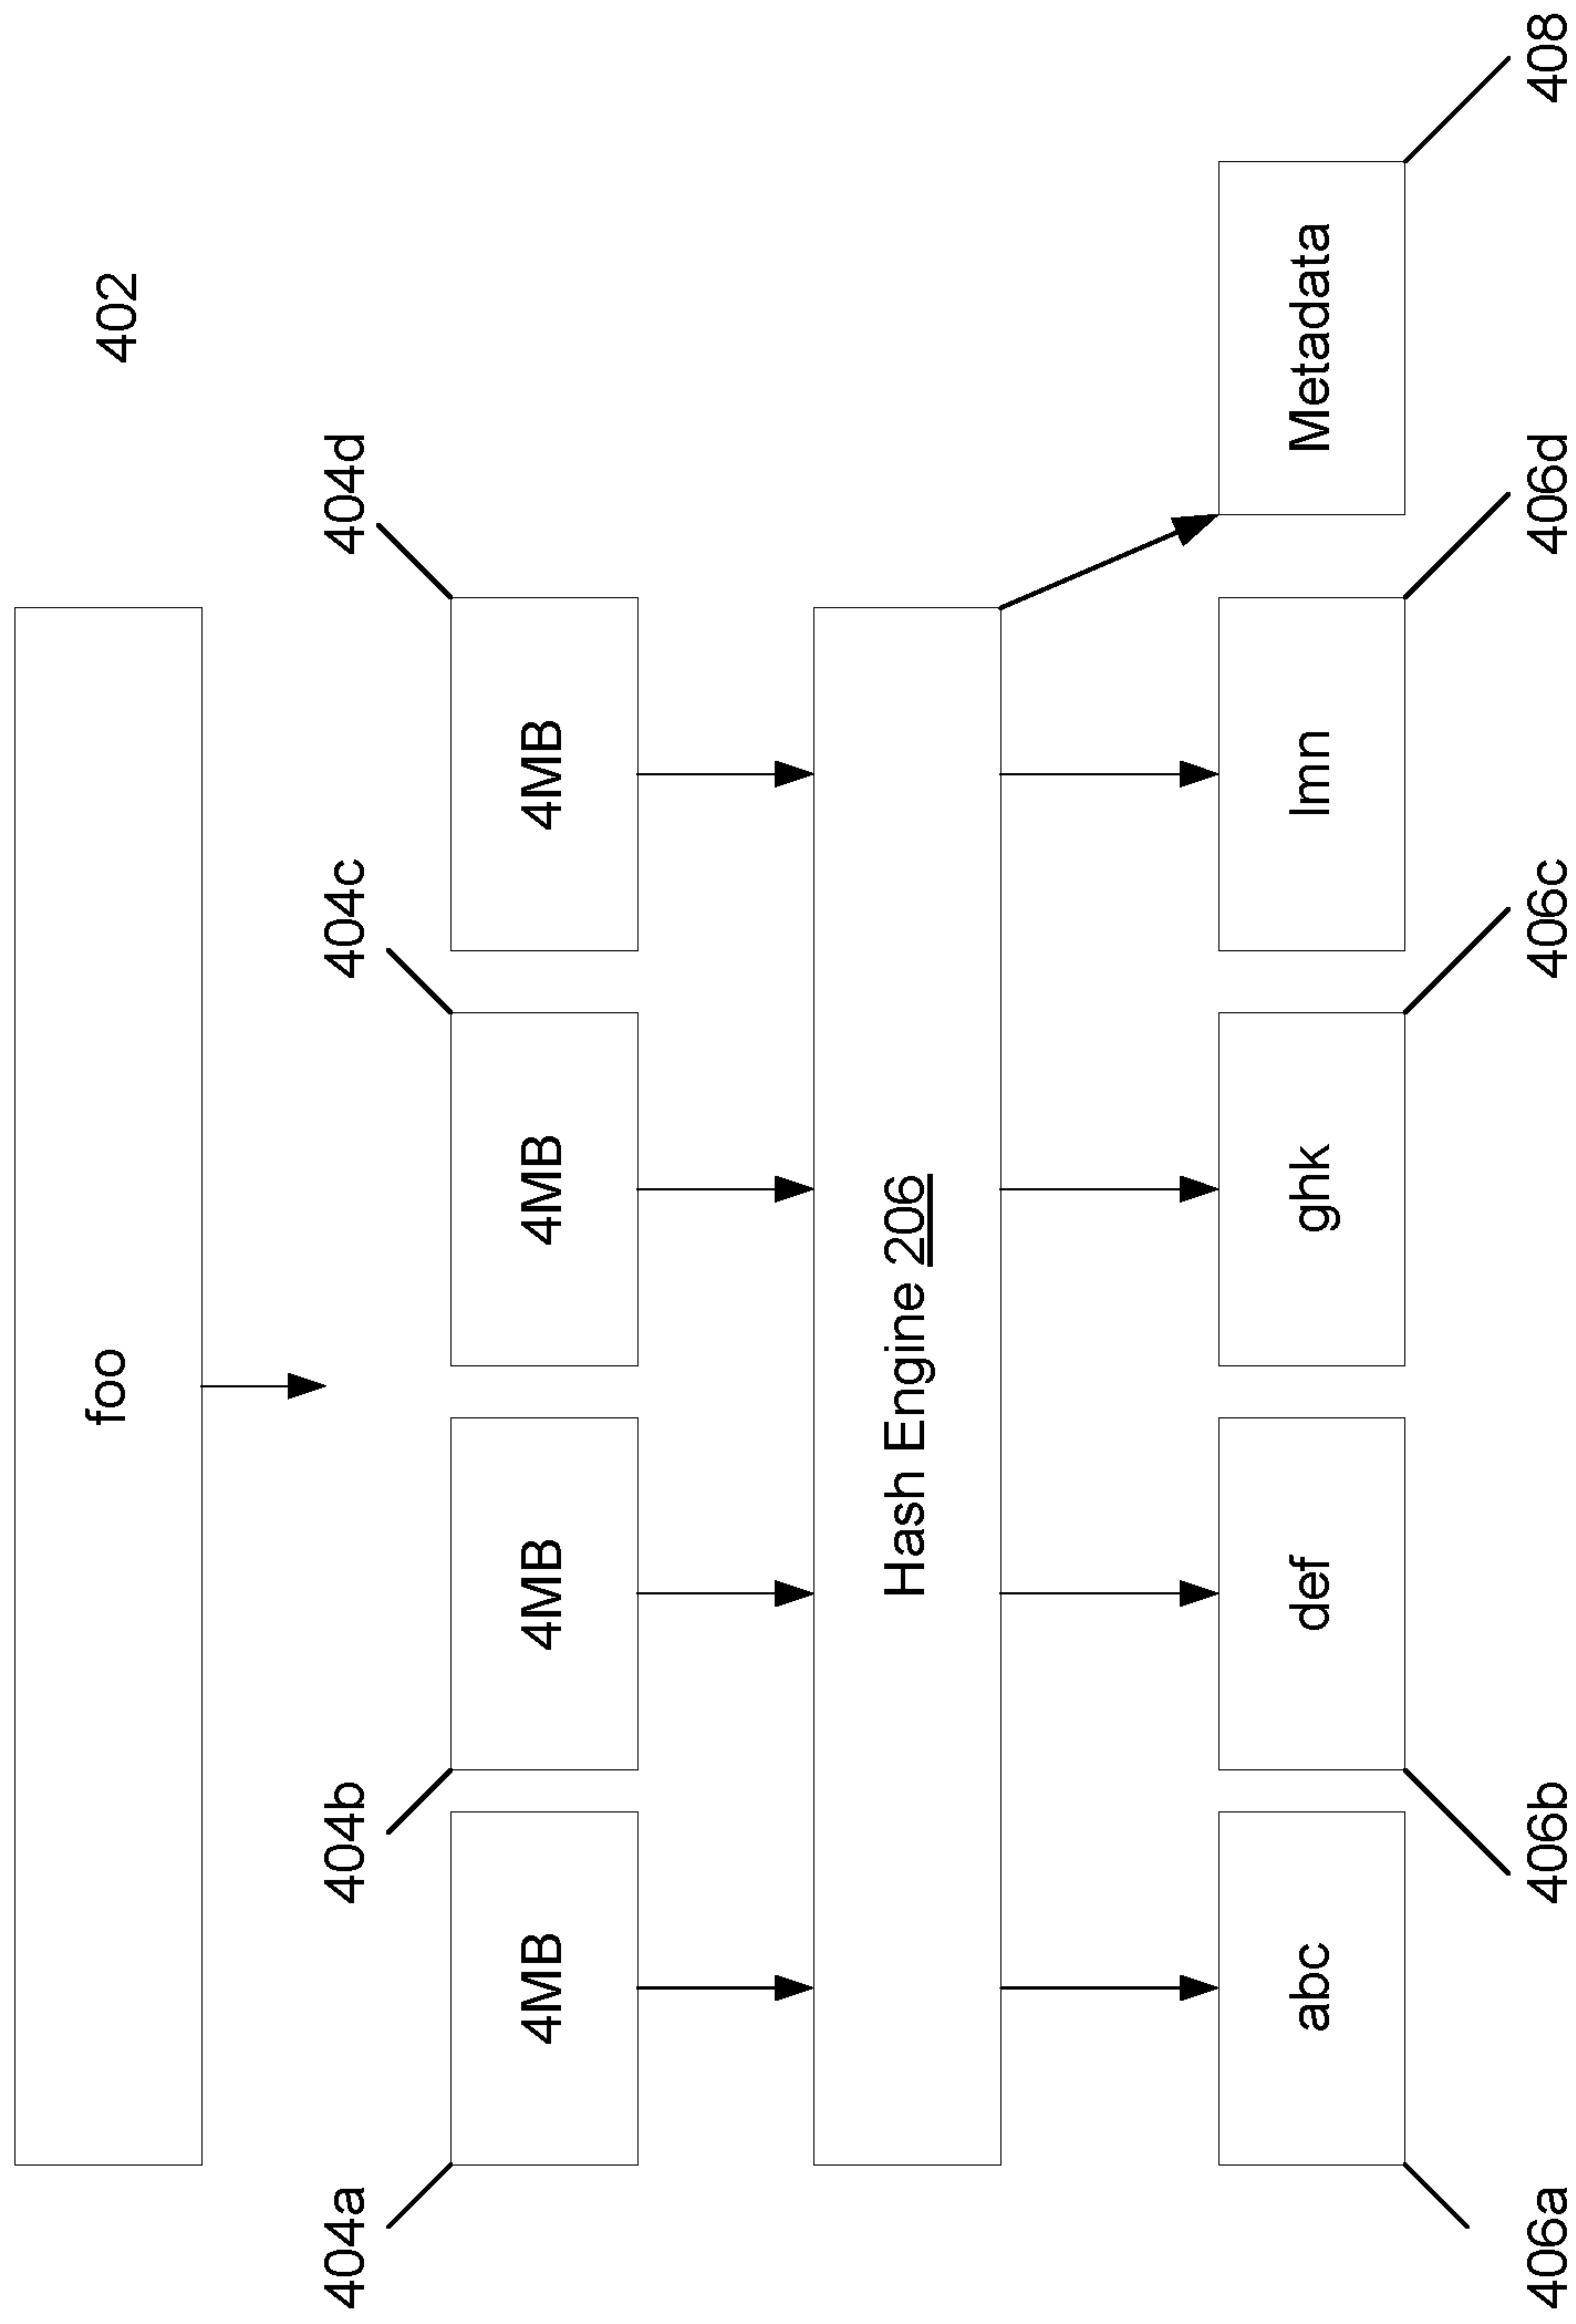 foo
402
404a
404b
404c
404d
4MB
4MB
4MB
4MB
Hash Engine 206
abc
def
ghk
lmn
Metadata
406a
406b
406c
406d
408